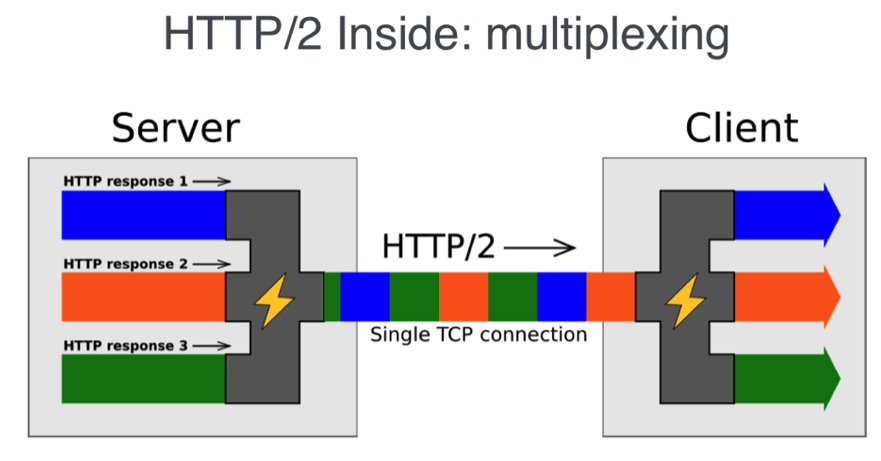 HTTP/2 Inside: multiplexing
Server
Client
HTTP response 1
HTTP response 2
HTTP response 3
HTTP/2
Single TCP connection